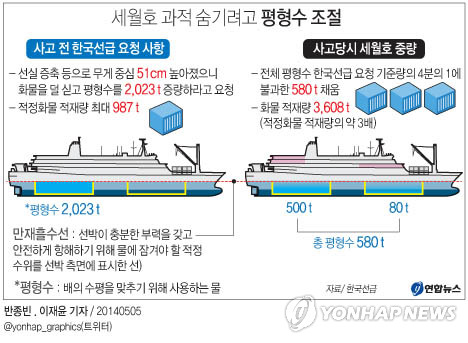 세월호 과적 숨기려고 평형수 조절
사고 전 한국선급 요청 사항
– 선실 증축 등으로 무게 중심 51cm 높아졌으니
화물을 덜 싣고 평형수를 2,023 t 증량하라고 요청
– 적정화물 적재량 최대 987 t
*평형수 2,023 t
만재흘수선 : 선박이 충분한 부력을 갖고
안전하게 항해하기 위해 물에 잠겨야 할 적정
수위를 선박 측면에 표시한 선)
*평형수 : 배의 수평을 맞추기 위해 사용하는 물
사고당시 세월호 중량
– 전체 평형수 한국선급 요청 기준량의 4분의 1에
불과한 580 t 채움
– 화물 적재량 3,608 t
(적정화물 적재량의 약 3배)
500 t
80 t
총 평형수 580 t
자료/ 한국선급
연합뉴스
반종빈 . 이재윤 기자 / 20140505
@yonhap_graphics(트위터)
YONHAP NEWS